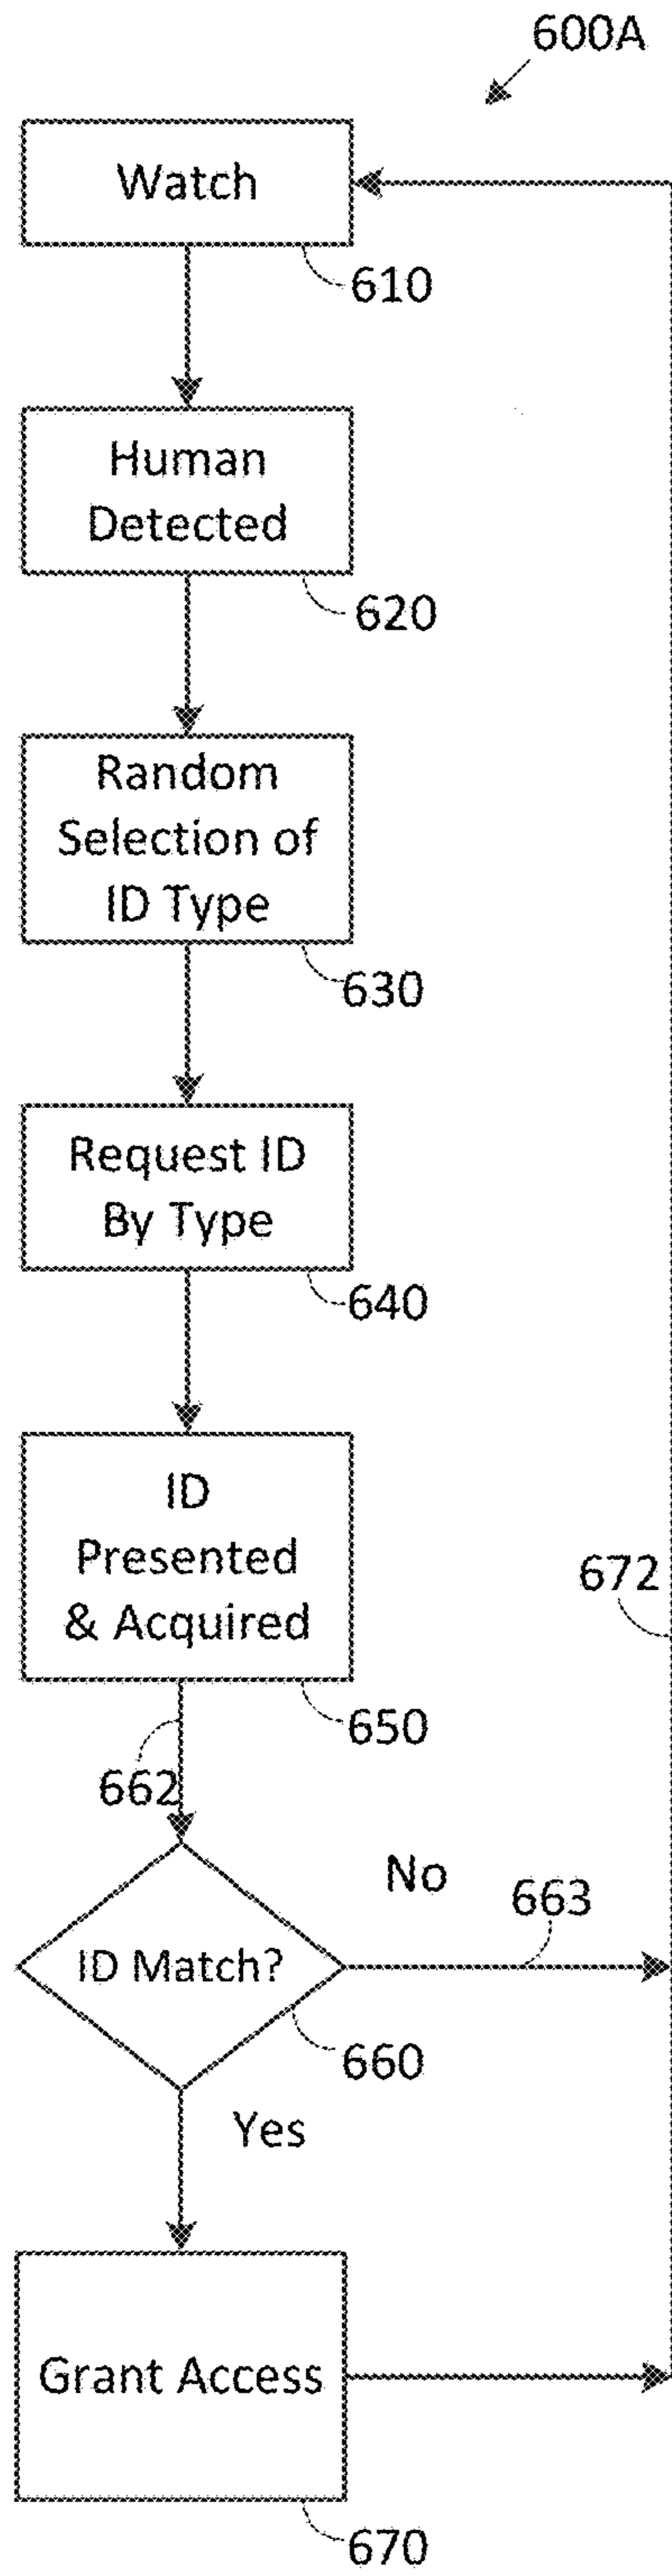 600A
Watch
610
Human
Detected
620
Random
Selection of
ID Type
630
Request ID
By Type
640
ID
Presented
& Acquired
650
672
662
No
663
ID Match?
660
Yes
Grant Access
670